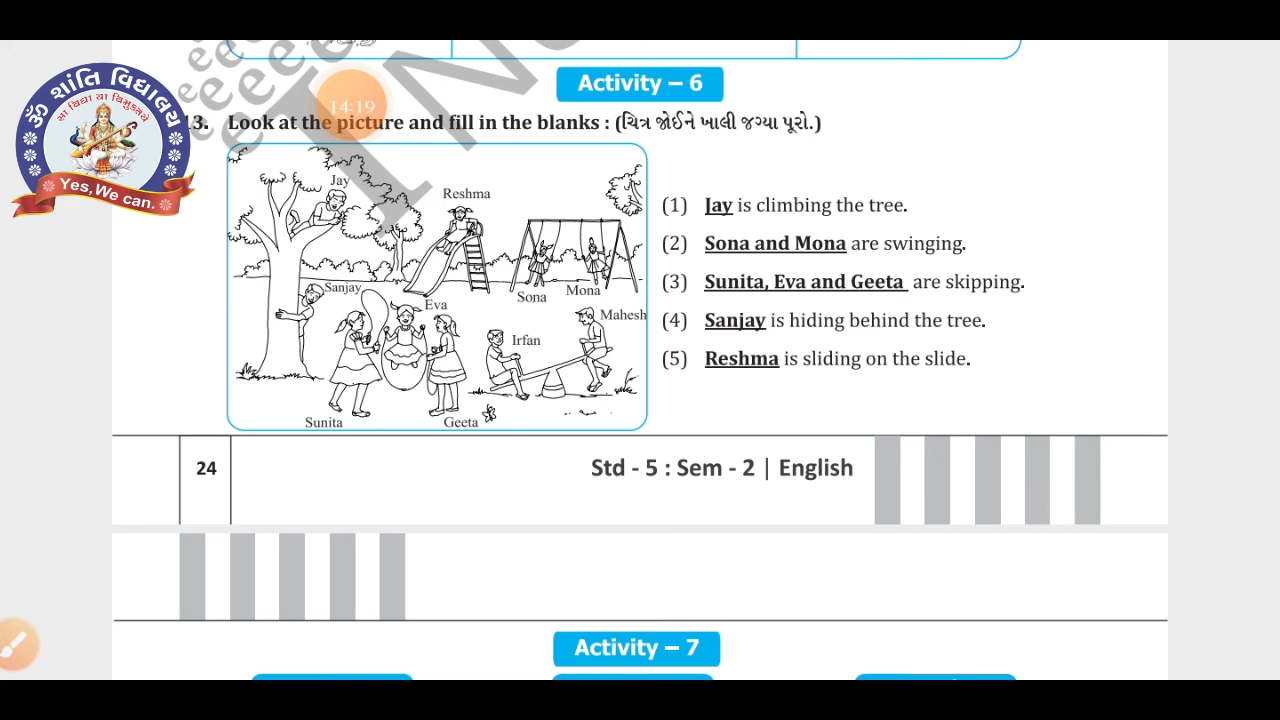 ૐ શાંતિ વિદ્યાલય
સા વિદ્યા યા વિમુક્તયે
Yes, We can.
14:19
Activity – 6
13. Look at the picture and fill in the blanks : (ચિત્ર જોઈને ખાલી જગ્યા પૂરો.)
Jay
Reshma
Sanjay
Eva
Sona
Mona
Mahesh
Irfan
Sunita
Geeta
(1) Jay is climbing the tree.
(2) Sona and Mona are swinging.
(3) Sunita, Eva and Geeta are skipping.
(4) Sanjay is hiding behind the tree.
(5) Reshma is sliding on the slide.
24
Std - 5 : Sem - 2 | English
Activity – 7